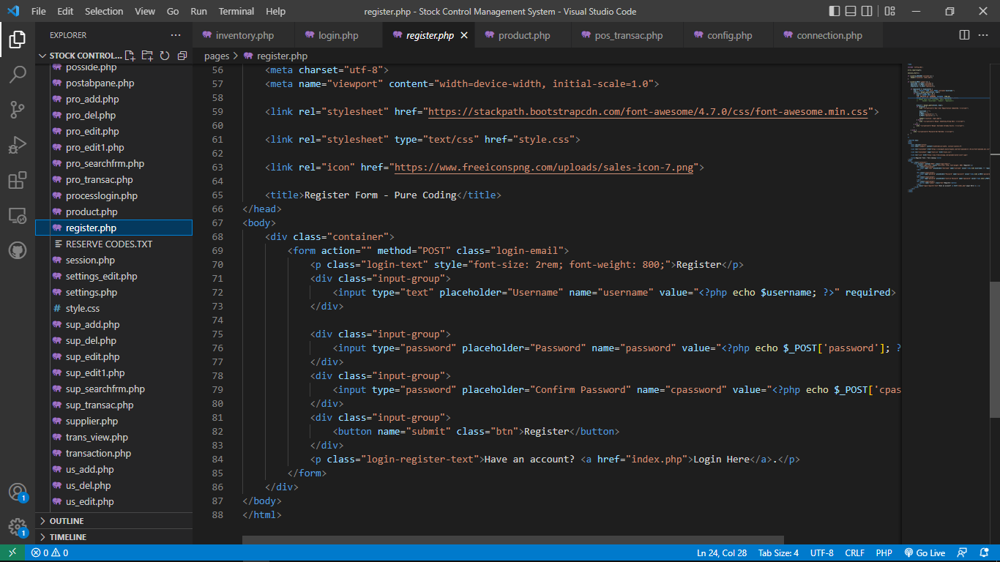 File Edit Selection View Go Run Terminal Help register.php - Stock Control Management System - Visual Studio Code
EXPLORER
STOCK CONTROL...
posside.php
postabpane.php
pro_add.php
pro_del.php
pro_edit.php
pro_edit1.php
pro_searchfrm.php
pro_transac.php
processlogin.php
product.php
register.php
RESERVE CODES.TXT
session.php
settings_edit.php
settings.php
style.css
sup_add.php
sup_del.php
sup_edit.php
sup_edit1.php
sup_searchfrm.php
sup_transac.php
supplier.php
trans_view.php
transaction.php
us_add.php
us_del.php
us_edit.php
OUTLINE
TIMELINE
1
1
inventory.php login.php register.php product.php pos_transac.php config.php connection.php
pages > register.php
56 <meta charset="utf-8">
57 <meta name="viewport" content="width=device-width, initial-scale=1.0">
58
59 <link rel="stylesheet" href="https://stackpath.bootstrapcdn.com/font-awesome/4.7.0/css/font-awesome.min.css">
60
61 <link rel="stylesheet" type="text/css" href="style.css">
62
63 <link rel="icon" href="https://www.freeiconspng.com/uploads/sales-icon-7.png">
64
65 <title>Register Form - Pure Coding</title>
66 </head>
67 <body>
68 <div class="container">
69 <form action="" method="POST" class="login-email">
70 <p class="login-text" style="font-size: 2rem; font-weight: 800;">Register</p>
71 <div class="input-group">
72 <input type="text" placeholder="Username" name="username" value="<?php echo $username; ?>" required>
73 </div>
74
75 <div class="input-group">
76 <input type="password" placeholder="Password" name="password" value="<?php echo $_POST['password']; ?
77 </div>
78 <div class="input-group">
79 <input type="password" placeholder="Confirm Password" name="cpassword" value="<?php echo $_POST['cpas
80 </div>
81 <div class="input-group">
82 <button name="submit" class="btn">Register</button>
83 </div>
84 <p class="login-register-text">Have an account? <a href="index.php">Login Here</a>.</p>
85 </form>
86 </div>
87 </body>
88 </html>
0 0 Ln 24, Col 28 Tab Size: 4 UTF-8 CRLF PHP Go Live